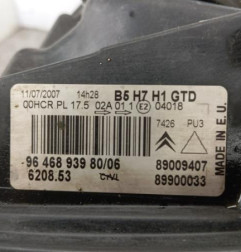 11/07/2007 14h26 B5 H7 H1 GTD
00HCR PL 17.5 02A 01 1 E2 04018
7426 PU3
MADE IN E.U.
96 468 939 80/06 89009407
6208.53 CIVL 89900033